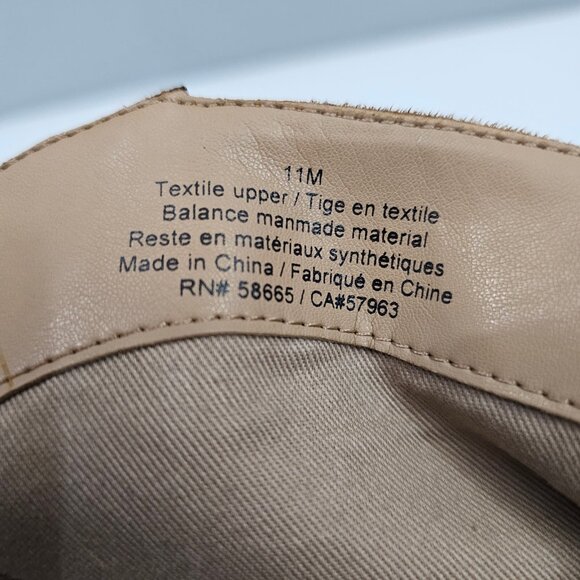 11M
Textile upper / Tige en textile
Balance manmade material
Reste en matériaux synthétiques
Made in China / Fabriqué en Chine
RN# 58665 / CA#57963